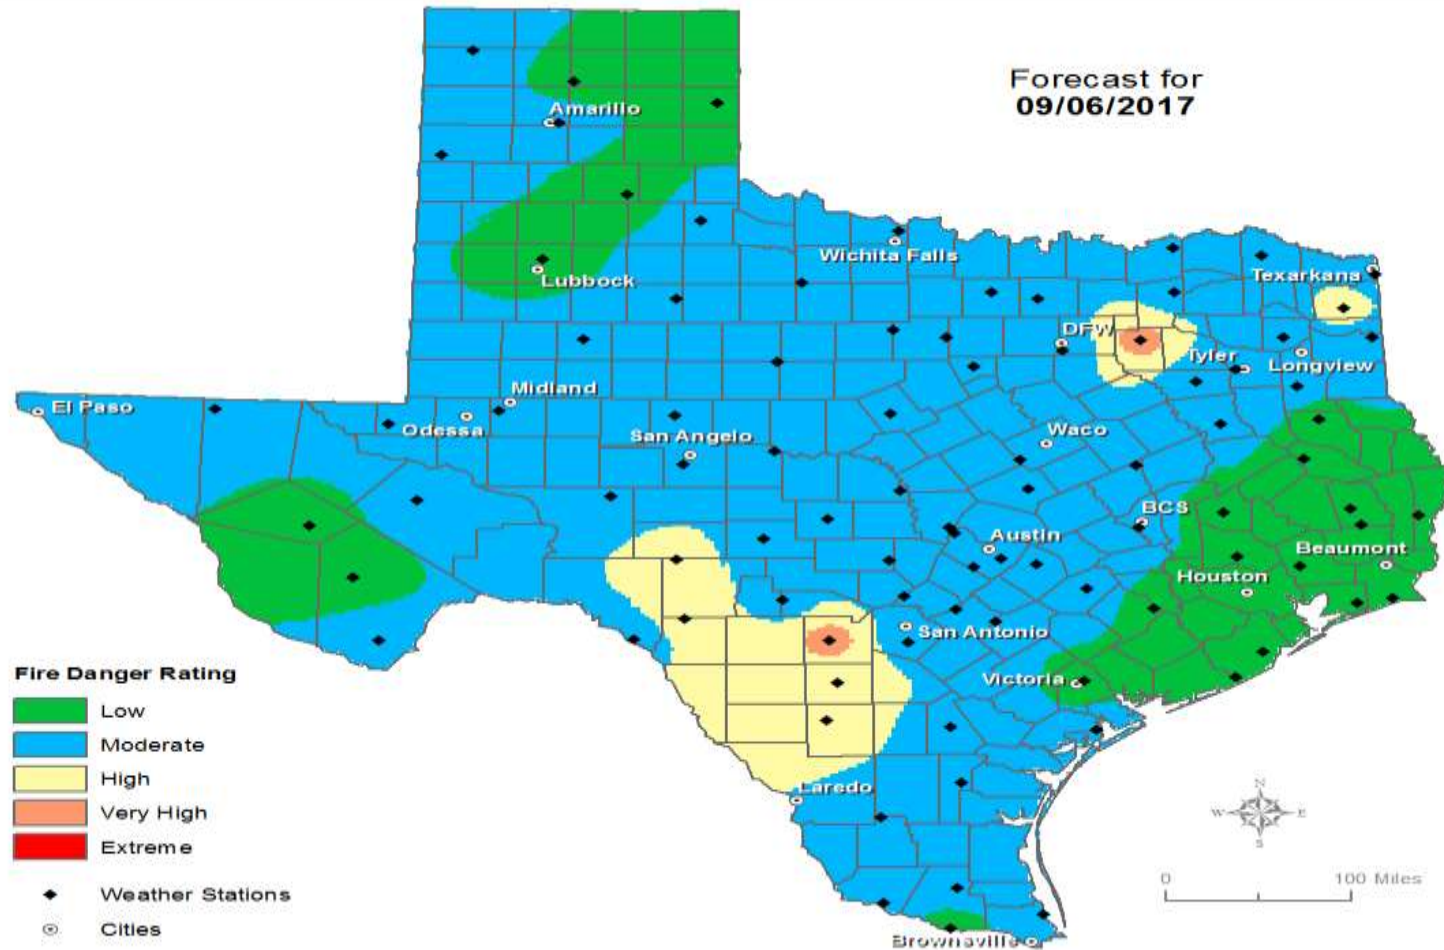 Forecast for
09/06/2017
Amarillo
Lubbock
Wichita Falls
Texarkana
DFW
Tyler
Longview
El Paso
Midland
Odessa
San Angelo
Waco
BCS
Austin
Beaumont
Houston
San Antonio
Victoria
Laredo
Brownsville
Fire Danger Rating
Low
Moderate
High
Very High
Extreme
Weather Stations
Cities
N
W E
S
0 100 Miles